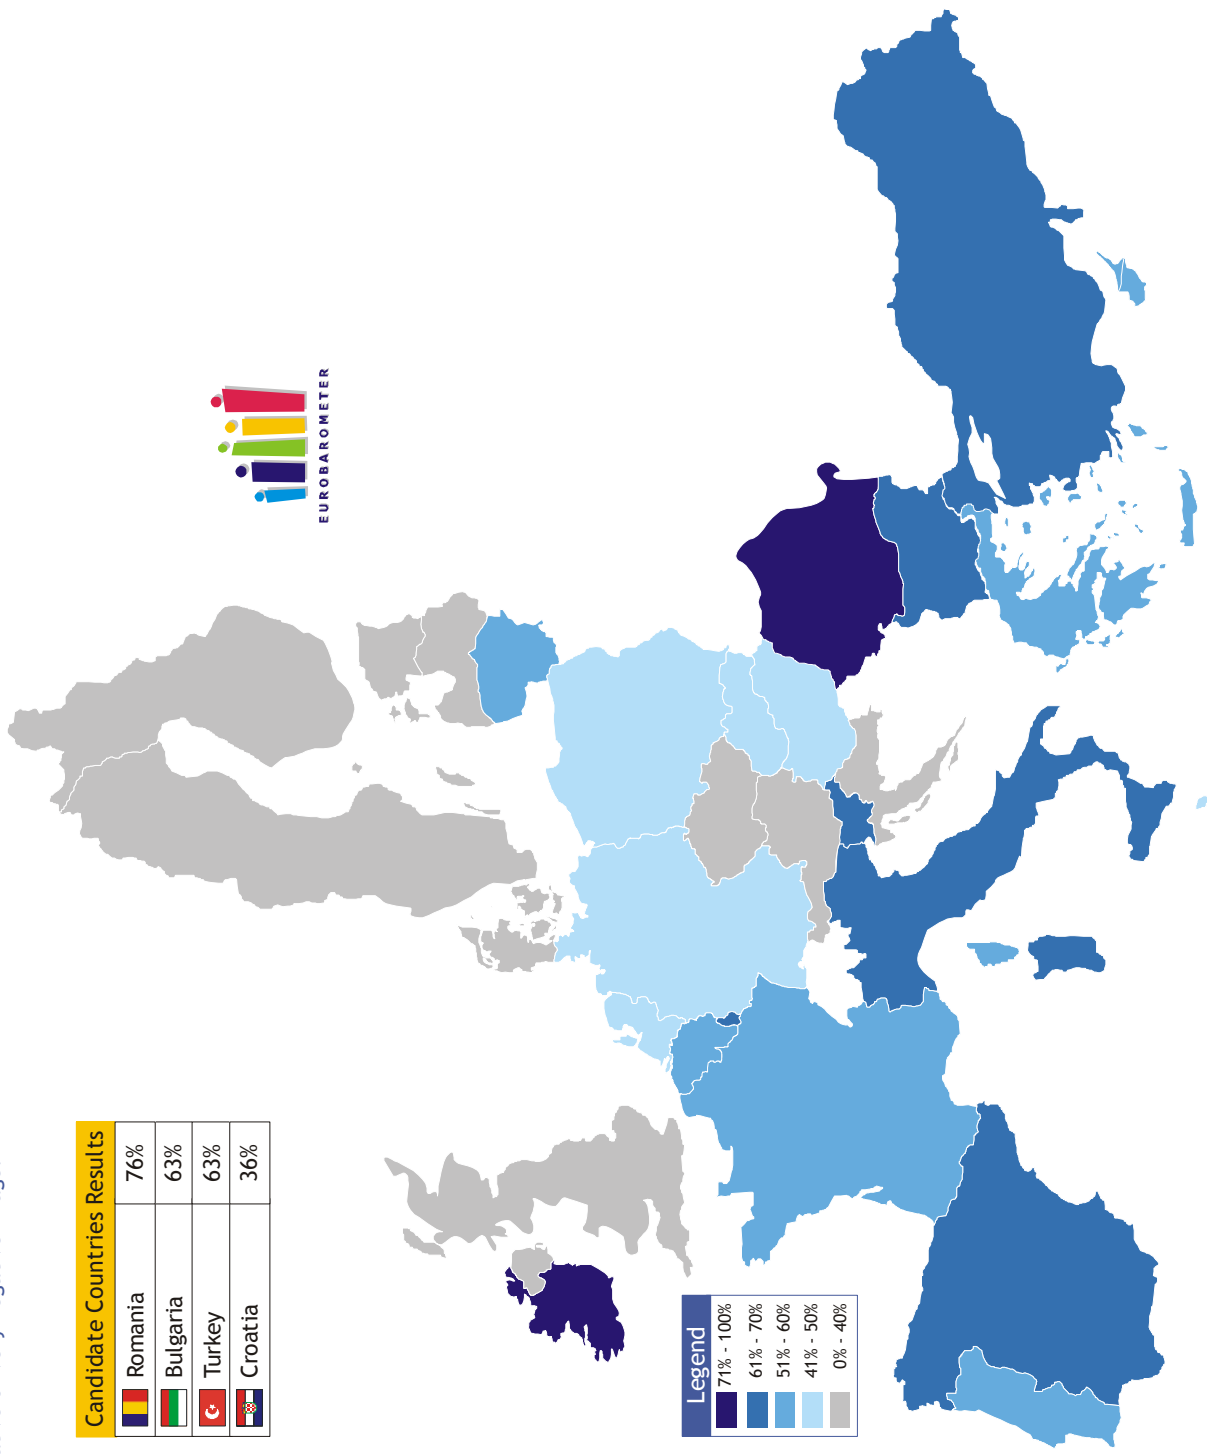 Candidate Countries Results
Romania 76%
Bulgaria 63%
Turkey 63%
Croatia 36%
EUROBAROMETER
Legend
71% - 100%
61% - 70%
51% - 60%
41% - 50%
0% - 40%